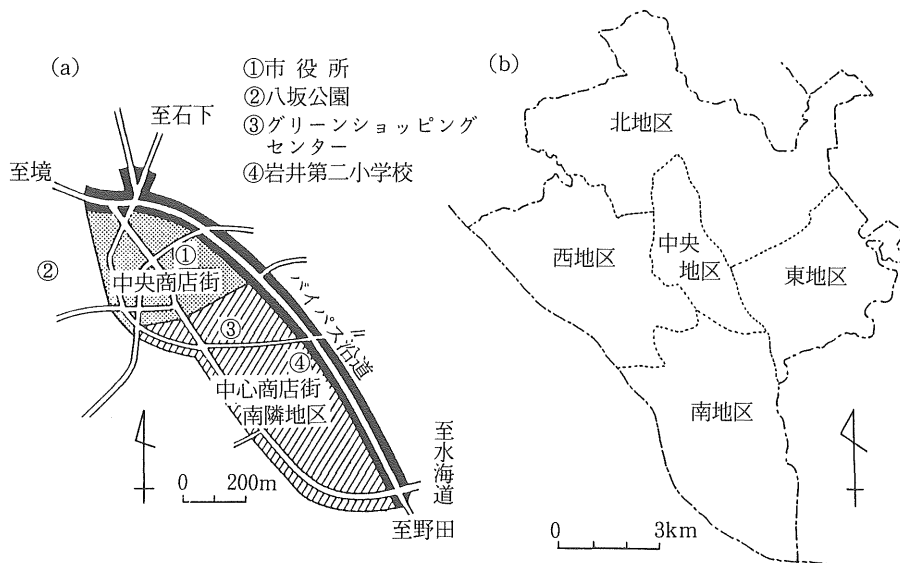 (a)
①市役所
②八坂公園
③グリーンショッピング
センター
④岩井第二小学校
至石下
至境
①
②
中央商店街
③
④
バイパス沿道
中心商店街
南隣地区
至水海道
至野田
0 200m
(b)
北地区
西地区
中央
地区
東地区
南地区
0 3km